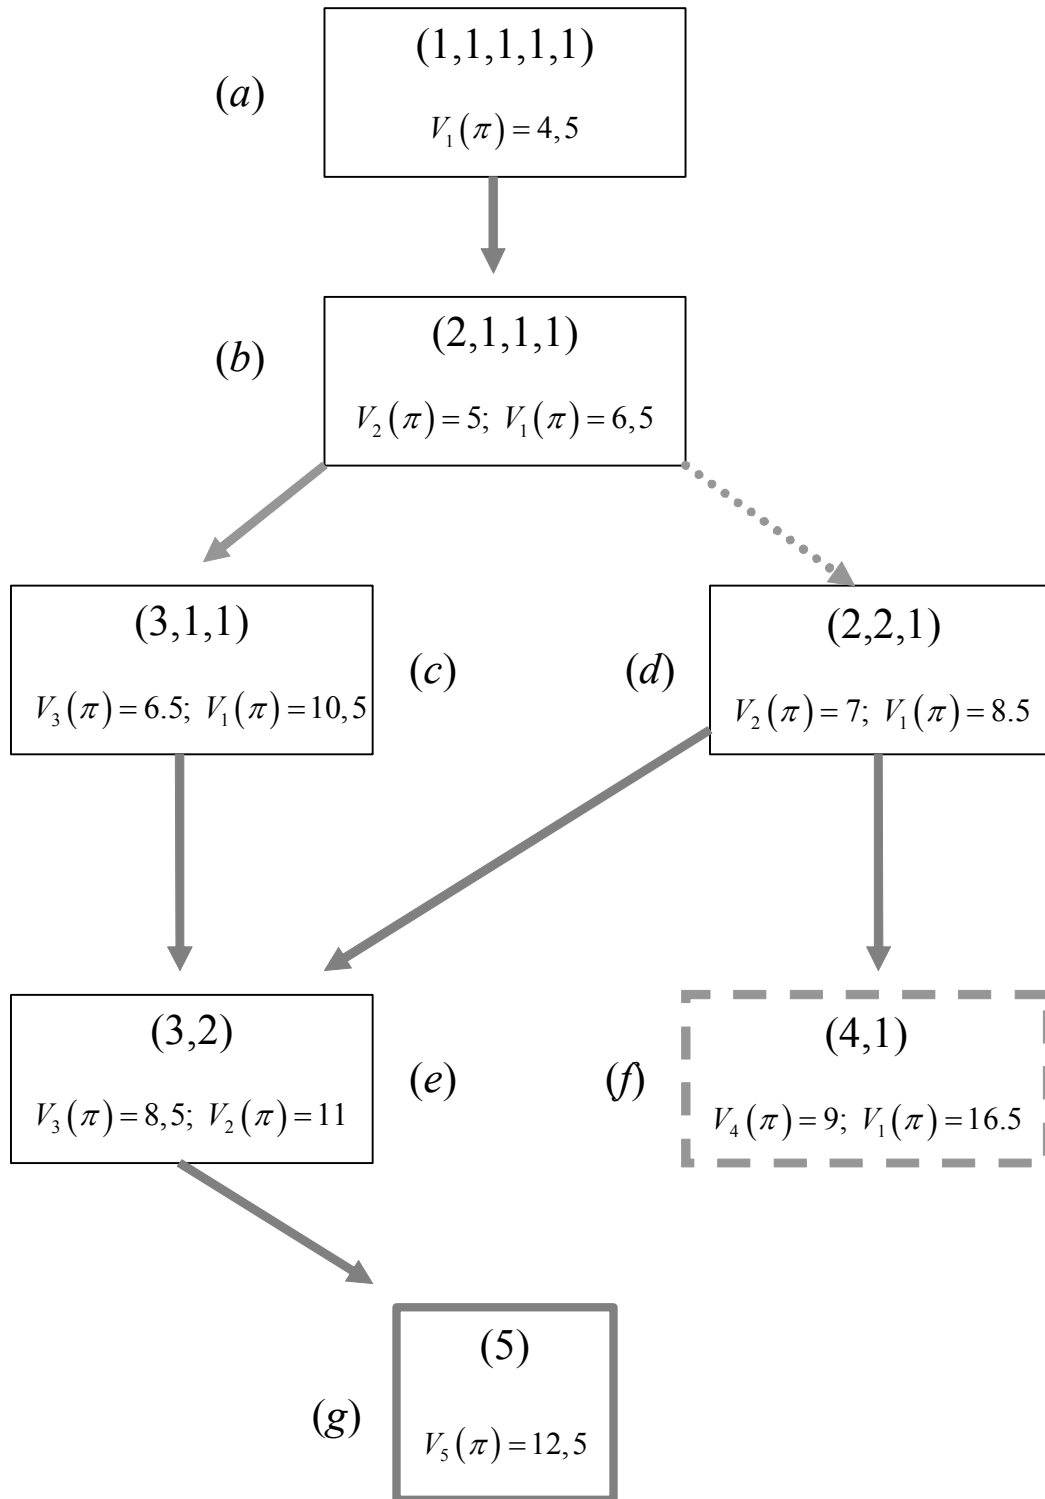 (a)
(1,1,1,1,1)
V₁(π) = 4,5
(b)
(2,1,1,1)
V₂(π) = 5; V₁(π) = 6,5
(3,1,1)
V₃(π) = 6.5; V₁(π) = 10,5
(c)
(d)
(2,2,1)
V₂(π) = 7; V₁(π) = 8.5
(3,2)
V₃(π) = 8,5; V₂(π) = 11
(e)
(f)
(4,1)
V₄(π) = 9; V₁(π) = 16.5
(g)
(5)
V₅(π) = 12,5